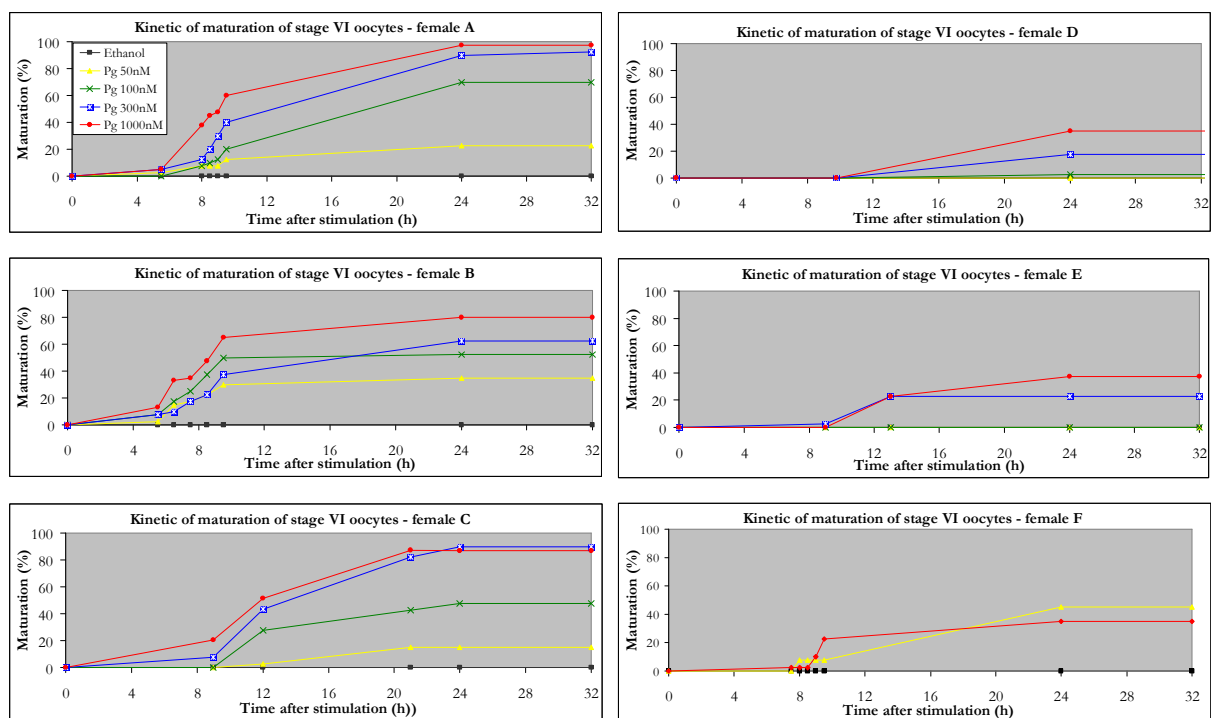 Kinetic of maturation of stage VI oocytes - female A
Maturation (%)
100
80
60
40
20
0
Ethanol
Pg 50nM
Pg 100nM
Pg 300nM
Pg 1000nM
0 4 8 12 16 20 24 28 32
Time after stimulation (h)
Kinetic of maturation of stage VI oocytes - female D
Maturation (%)
100
80
60
40
20
0
0 4 8 12 16 20 24 28 32
Time after stimulation (h)
Kinetic of maturation of stage VI oocytes - female B
Maturation (%)
100
80
60
40
20
0
0 4 8 12 16 20 24 28 32
Time after stimulation (h)
Kinetic of maturation of stage VI oocytes - female E
Maturation (%)
100
80
60
40
20
0
0 4 8 12 16 20 24 28 32
Time after stimulation (h)
Kinetic of maturation of stage VI oocytes - female C
Maturation (%)
100
80
60
40
20
0
0 4 8 12 16 20 24 28 32
Time after stimulation (h))
Kinetic of maturation of stage VI oocytes - female F
Maturation (%)
100
80
60
40
20
0
0 4 8 12 16 20 24 28 32
Time after stimulation (h)